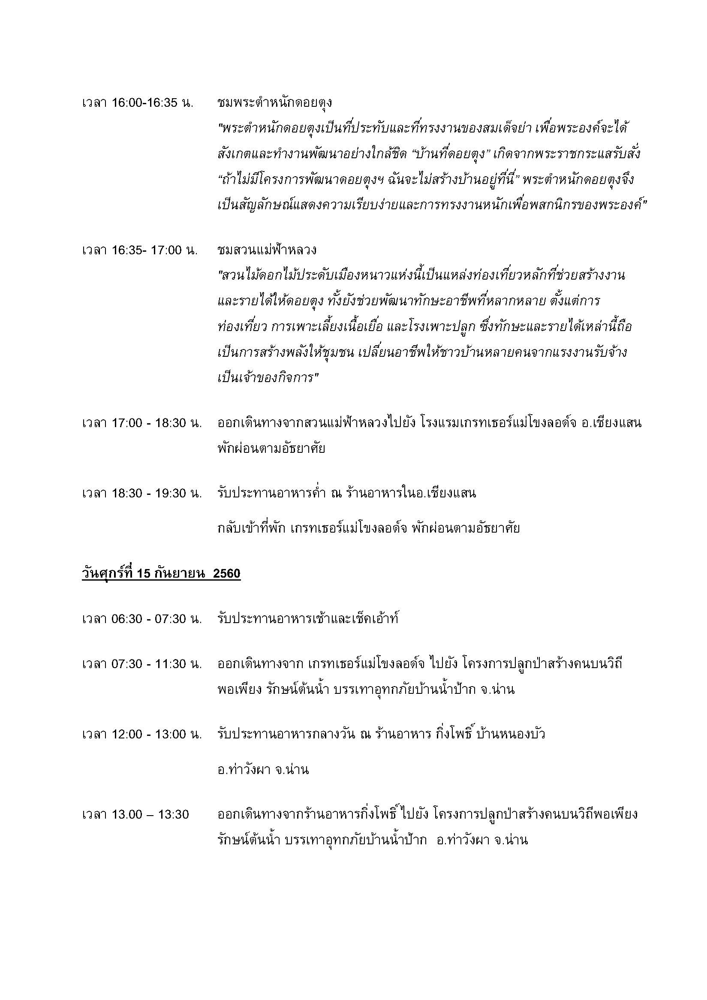 เวลา 16:00-16:35 น. ชมพระตำหนักดอยตุง
"พระตำหนักดอยตุงเป็นที่ประทับและที่ทรงงานของสมเด็จย่า เพื่อพระองค์จะได้
สังเกตและทำงานพัฒนาอย่างใกล้ชิด “บ้านที่ดอยตุง” เกิดจากพระราชกระแสรับสั่ง
“ถ้าไม่มีโครงการพัฒนาดอยตุงฯ ฉันจะไม่สร้างบ้านอยู่ที่นี่” พระตำหนักดอยตุงจึง
เป็นสัญลักษณ์แสดงความเรียบง่ายและการทรงงานหนักเพื่อพสกนิกรของพระองค์"
เวลา 16:35- 17:00 น. ชมสวนแม่ฟ้าหลวง
"สวนไม้ดอกไม้ประดับเมืองหนาวแห่งนี้เป็นแหล่งท่องเที่ยวหลักที่ช่วยสร้างงาน
และรายได้ให้ดอยตุง ทั้งยังช่วยพัฒนาทักษะอาชีพที่หลากหลาย ตั้งแต่การ
ท่องเที่ยว การเพาะเลี้ยงเนื้อเยื่อ และโรงเพาะปลูก ซึ่งทักษะและรายได้เหล่านี้ถือ
เป็นการสร้างพลังให้ชุมชน เปลี่ยนอาชีพให้ชาวบ้านหลายคนจากแรงงานรับจ้าง
เป็นเจ้าของกิจการ"
เวลา 17:00 - 18:30 น. ออกเดินทางจากสวนแม่ฟ้าหลวงไปยัง โรงแรมเกรทเธอร์แม่โขงลอด์จ อ.เชียงแสน
พักผ่อนตามอัธยาศัย
เวลา 18:30 - 19:30 น. รับประทานอาหารค่ำ ณ ร้านอาหารในอ.เชียงแสน
กลับเข้าที่พัก เกรทเธอร์แม่โขงลอด์จ พักผ่อนตามอัธยาศัย
วันศุกร์ที่ 15 กันยายน 2560
เวลา 06:30 - 07:30 น. รับประทานอาหารเช้าและเช็คเอ้าท์
เวลา 07:30 - 11:30 น. ออกเดินทางจาก เกรทเธอร์แม่โขงลอด์จ ไปยัง โครงการปลูกป่าสร้างคนบนวิถี
พอเพียง รักษน์ต้นน้ำ บรรเทาอุทกภัยบ้านน้ำป้าก จ.น่าน
เวลา 12:00 - 13:00 น. รับประทานอาหารกลางวัน ณ ร้านอาหาร กิ่งโพธิ์ บ้านหนองบัว
อ.ท่าวังผา จ.น่าน
เวลา 13.00 – 13:30 ออกเดินทางจากร้านอาหารกิ่งโพธิ์ ไปยัง โครงการปลูกป่าสร้างคนบนวิถีพอเพียง
รักษน์ต้นน้ำ บรรเทาอุทกภัยบ้านน้ำป้าก อ.ท่าวังผา จ.น่าน